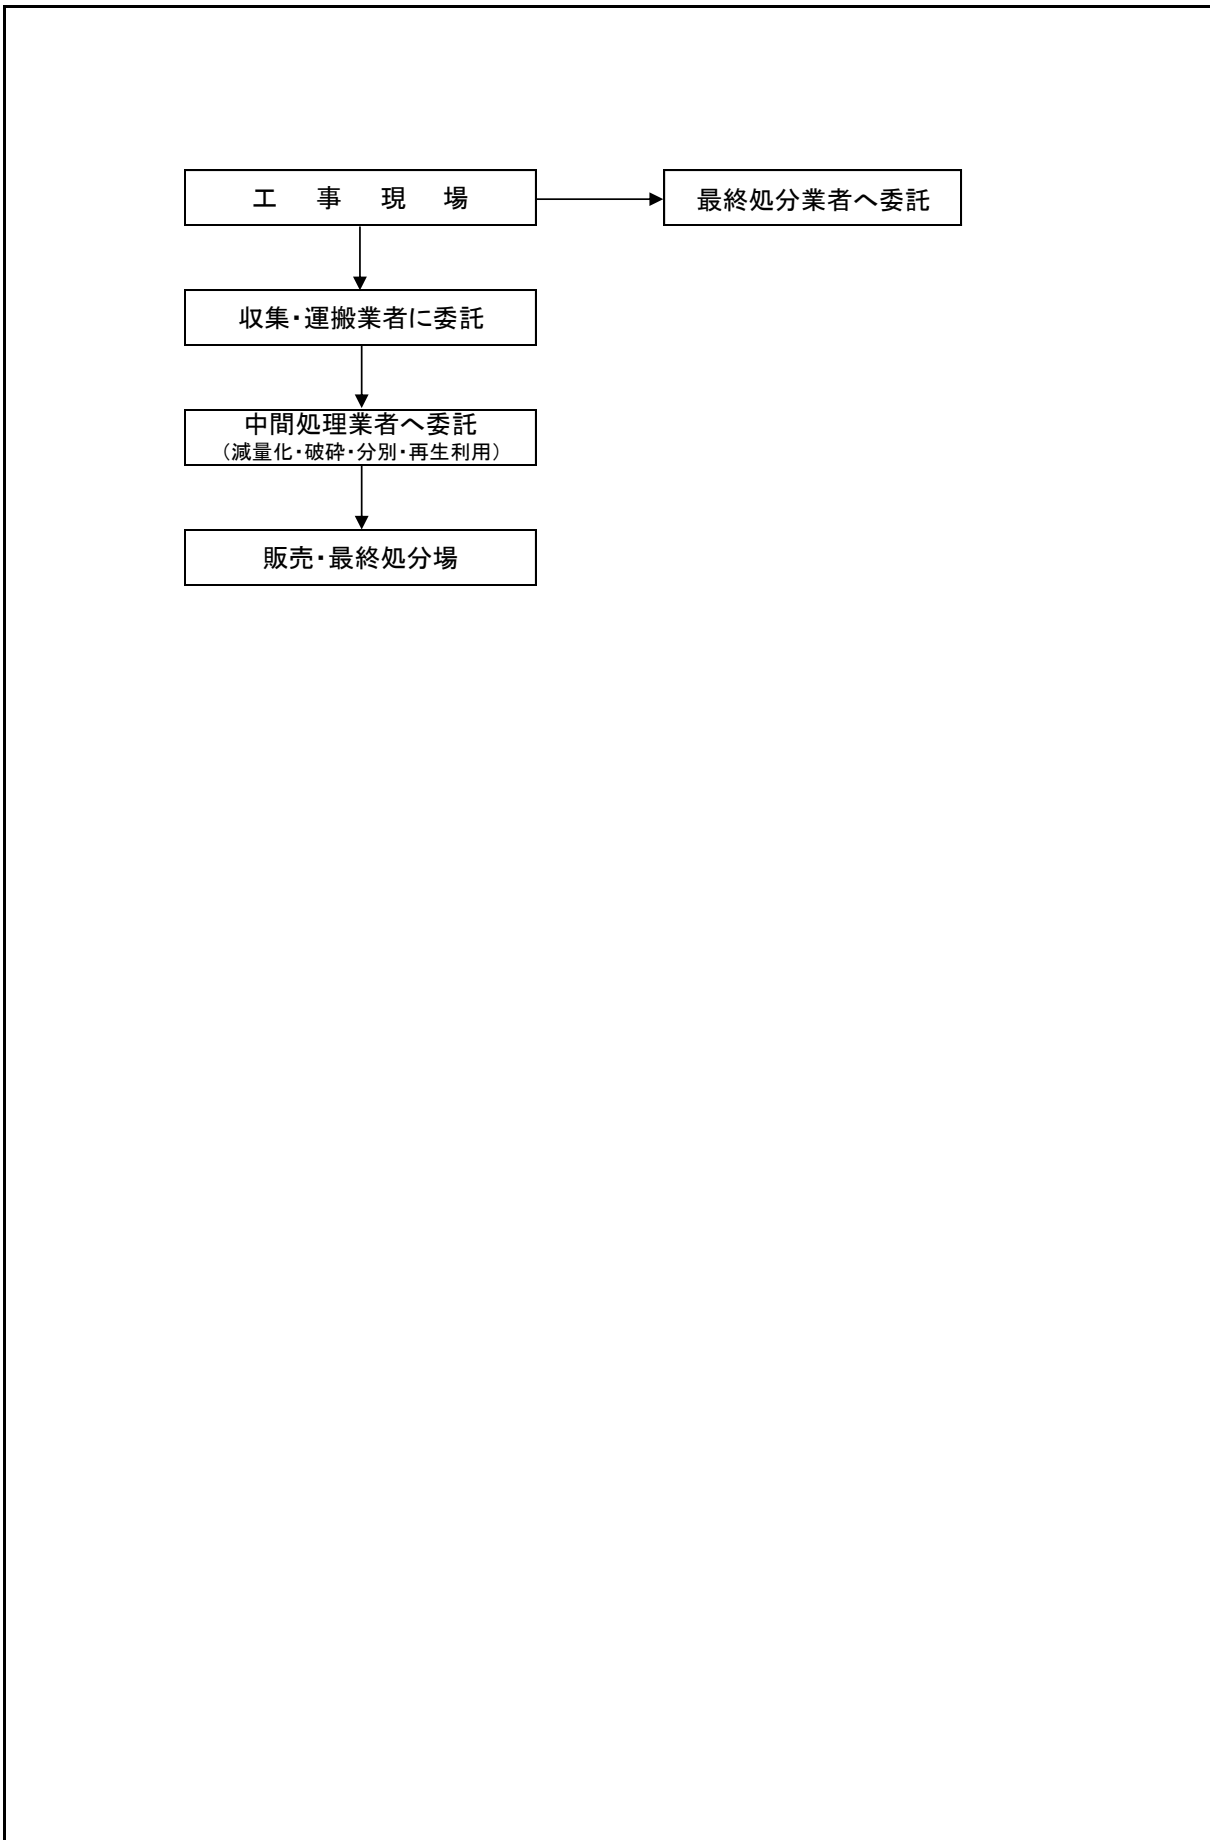 工 事 現 場
最終処分業者へ委託
収集・運搬業者に委託
中間処理業者へ委託
（減量化・破砕・分別・再生利用）
販売・最終処分場